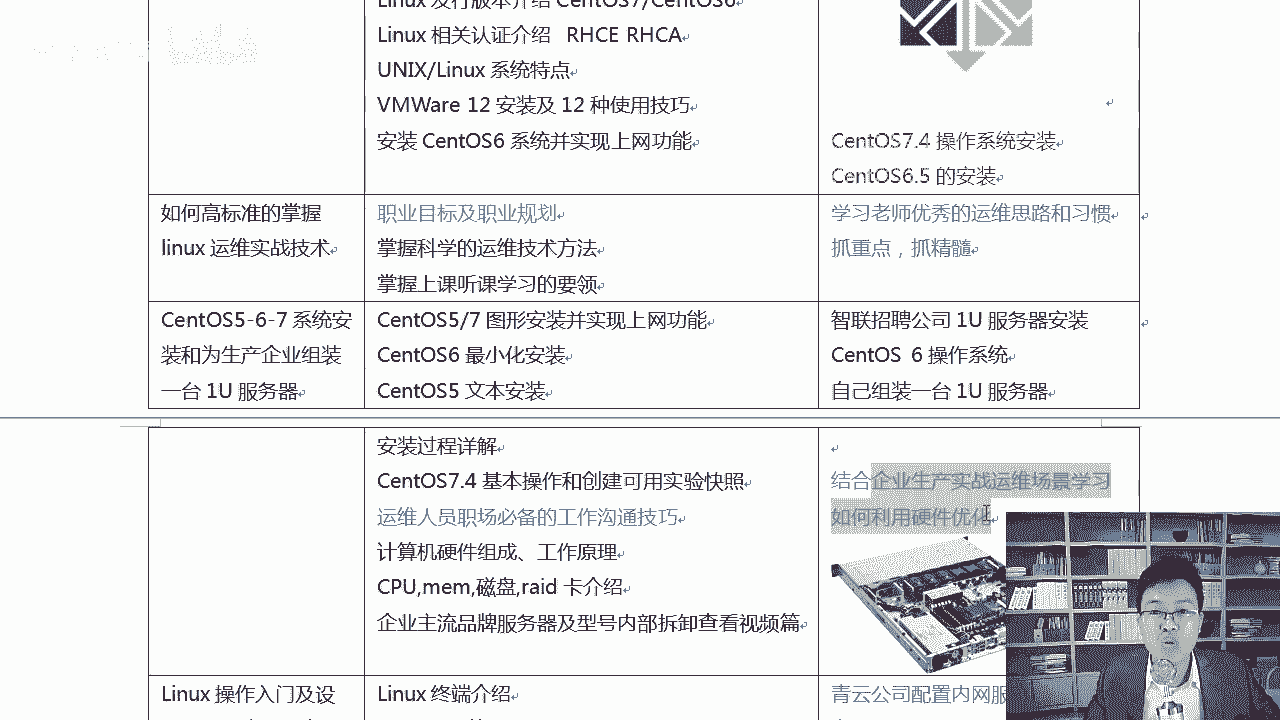 Linux 发行版本介绍 CentOS7/CentOS6
Linux 相关认证介绍 RHCE RHCA
UNIX/Linux 系统特点
VMWare 12 安装及 12 种使用技巧
安装 CentOS6 系统并实现上网功能
CentOS7.4 操作系统安装
CentOS6.5 的安装
如何高标准的掌握
linux 运维实战技术
职业目标及职业规划
掌握科学的运维技术方法
掌握上课听课学习的要领
学习老师优秀的运维思路和习惯
抓重点，抓精髓
CentOS5-6-7 系统安
装和为生产企业组装
一台 1U 服务器
CentOS5/7 图形安装并实现上网功能
CentOS6 最小化安装
CentOS5 文本安装
智联招聘公司 1U 服务器安装
CentOS 6 操作系统
自己组装一台 1U 服务器
安装过程详解
CentOS7.4 基本操作和创建可用实验快照
运维人员职场必备的工作沟通技巧
计算机硬件组成、工作原理
CPU,mem,磁盘,raid 卡介绍
企业主流品牌服务器及型号内部拆卸查看视频篇
结合企业生产实战运维场景学习
如何利用硬件优化
Linux 操作入门及设
Linux 终端介绍
青云公司配置内网服